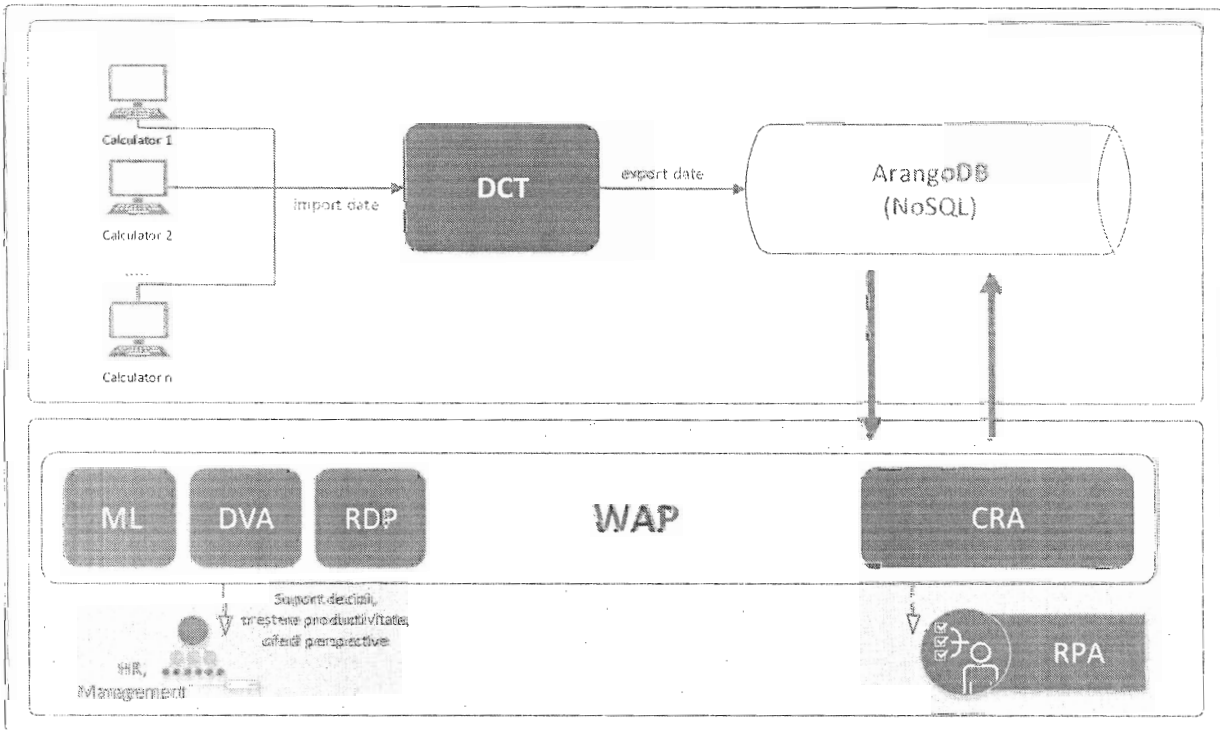 Calculator 1
Calculator 2
.....
Calculator n
import date
DCT
export date
ArangoDB
(NoSQL)
ML
DVA
RDP
WAP
CRA
Suport decizii,
creștere productivitate,
oferă perspective
HR,
Management
RPA